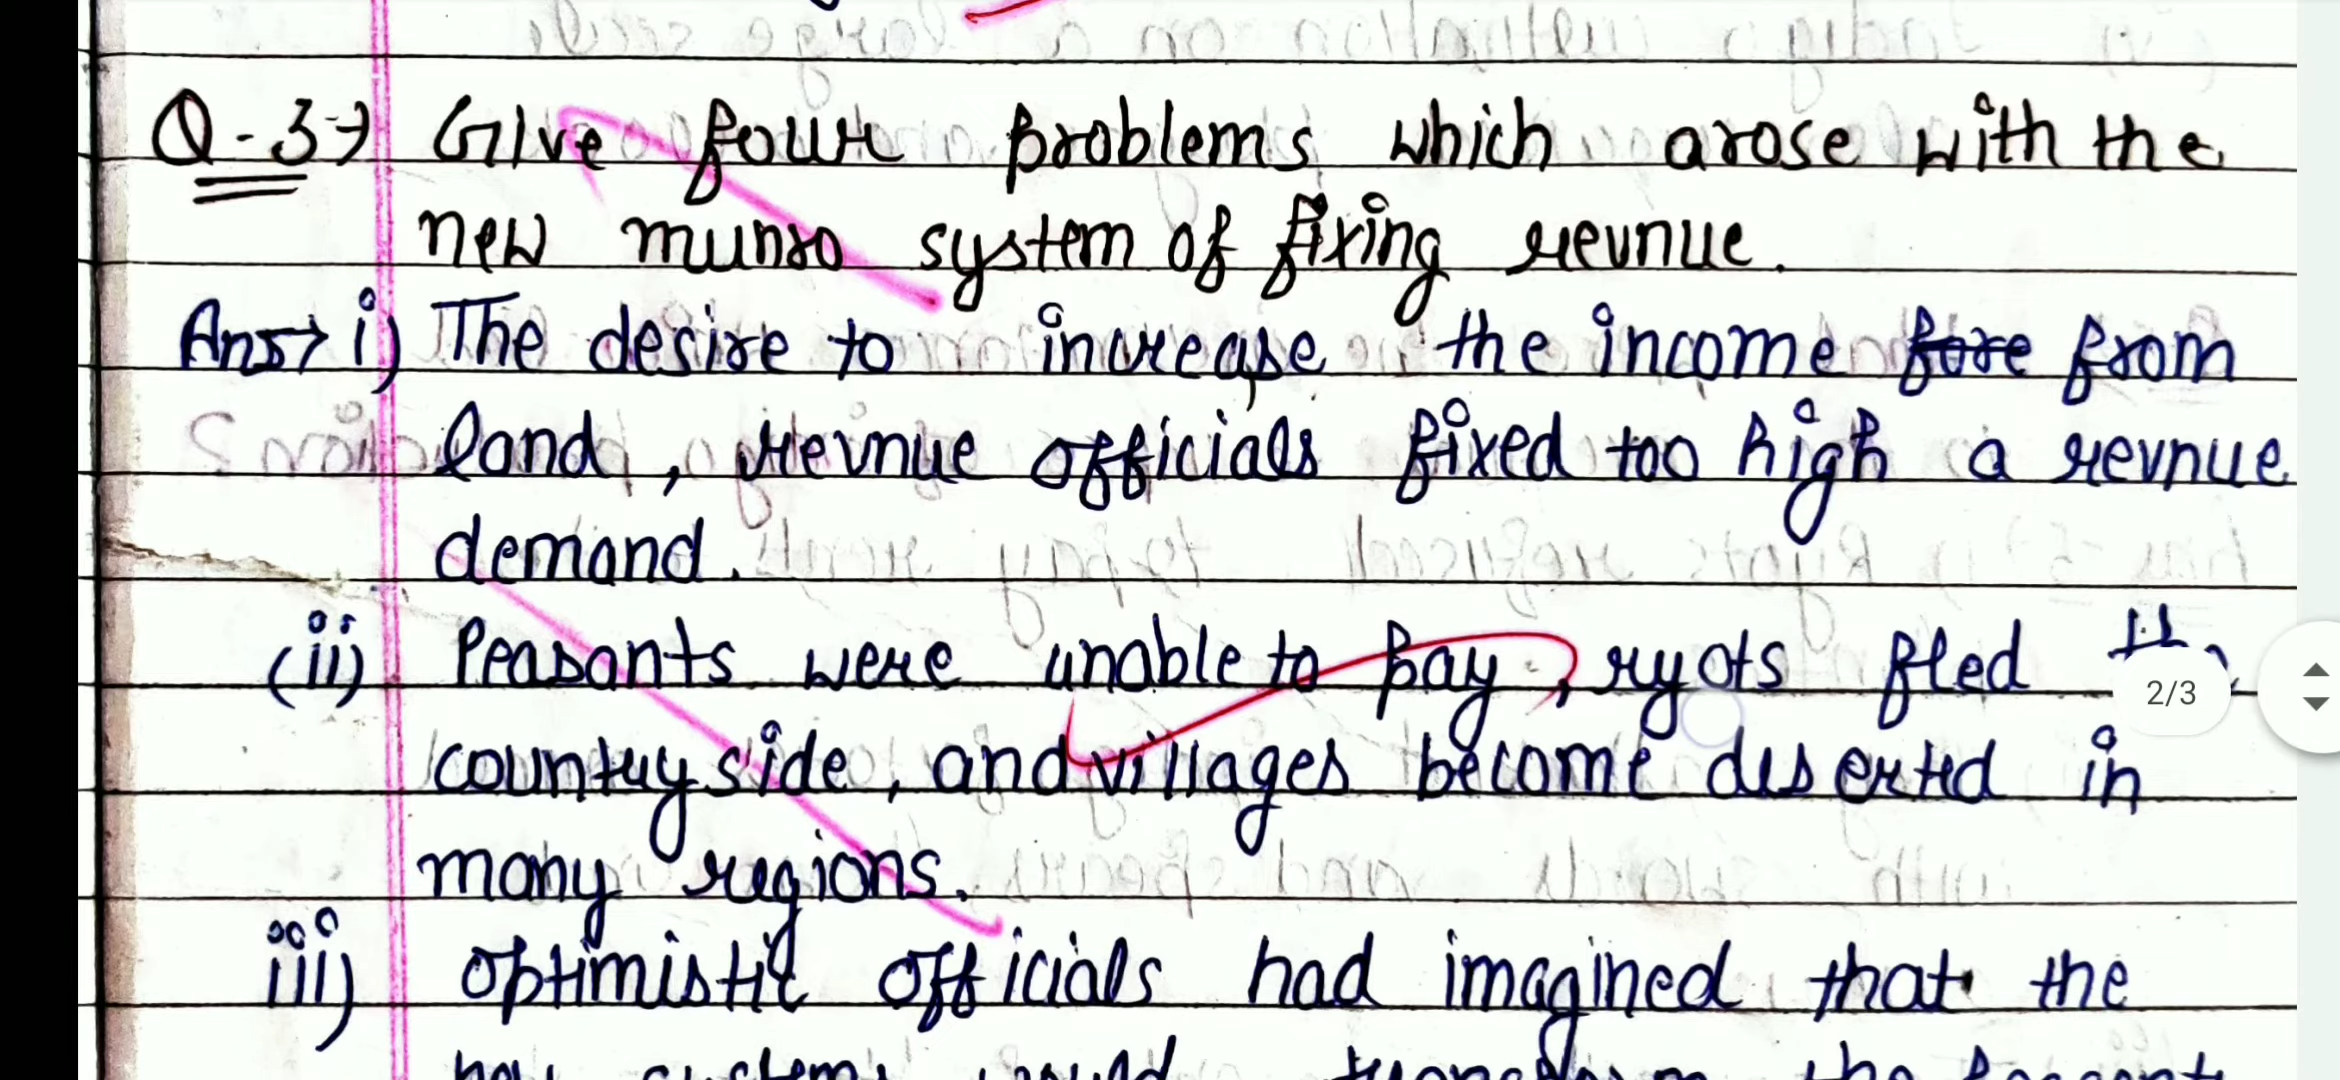 Q-3→ Give four problems which arose with the
new munro system of fixing revnue.
Ans→ i) The desire to increase the income fore from
land, revnue officials fixed too high a revnue
demand.
(ii) Peasants were unable to pay, ryots fled
countryside, and villages become diserted in
many regions.
iii) optimistic officials had imagined that the
2/3